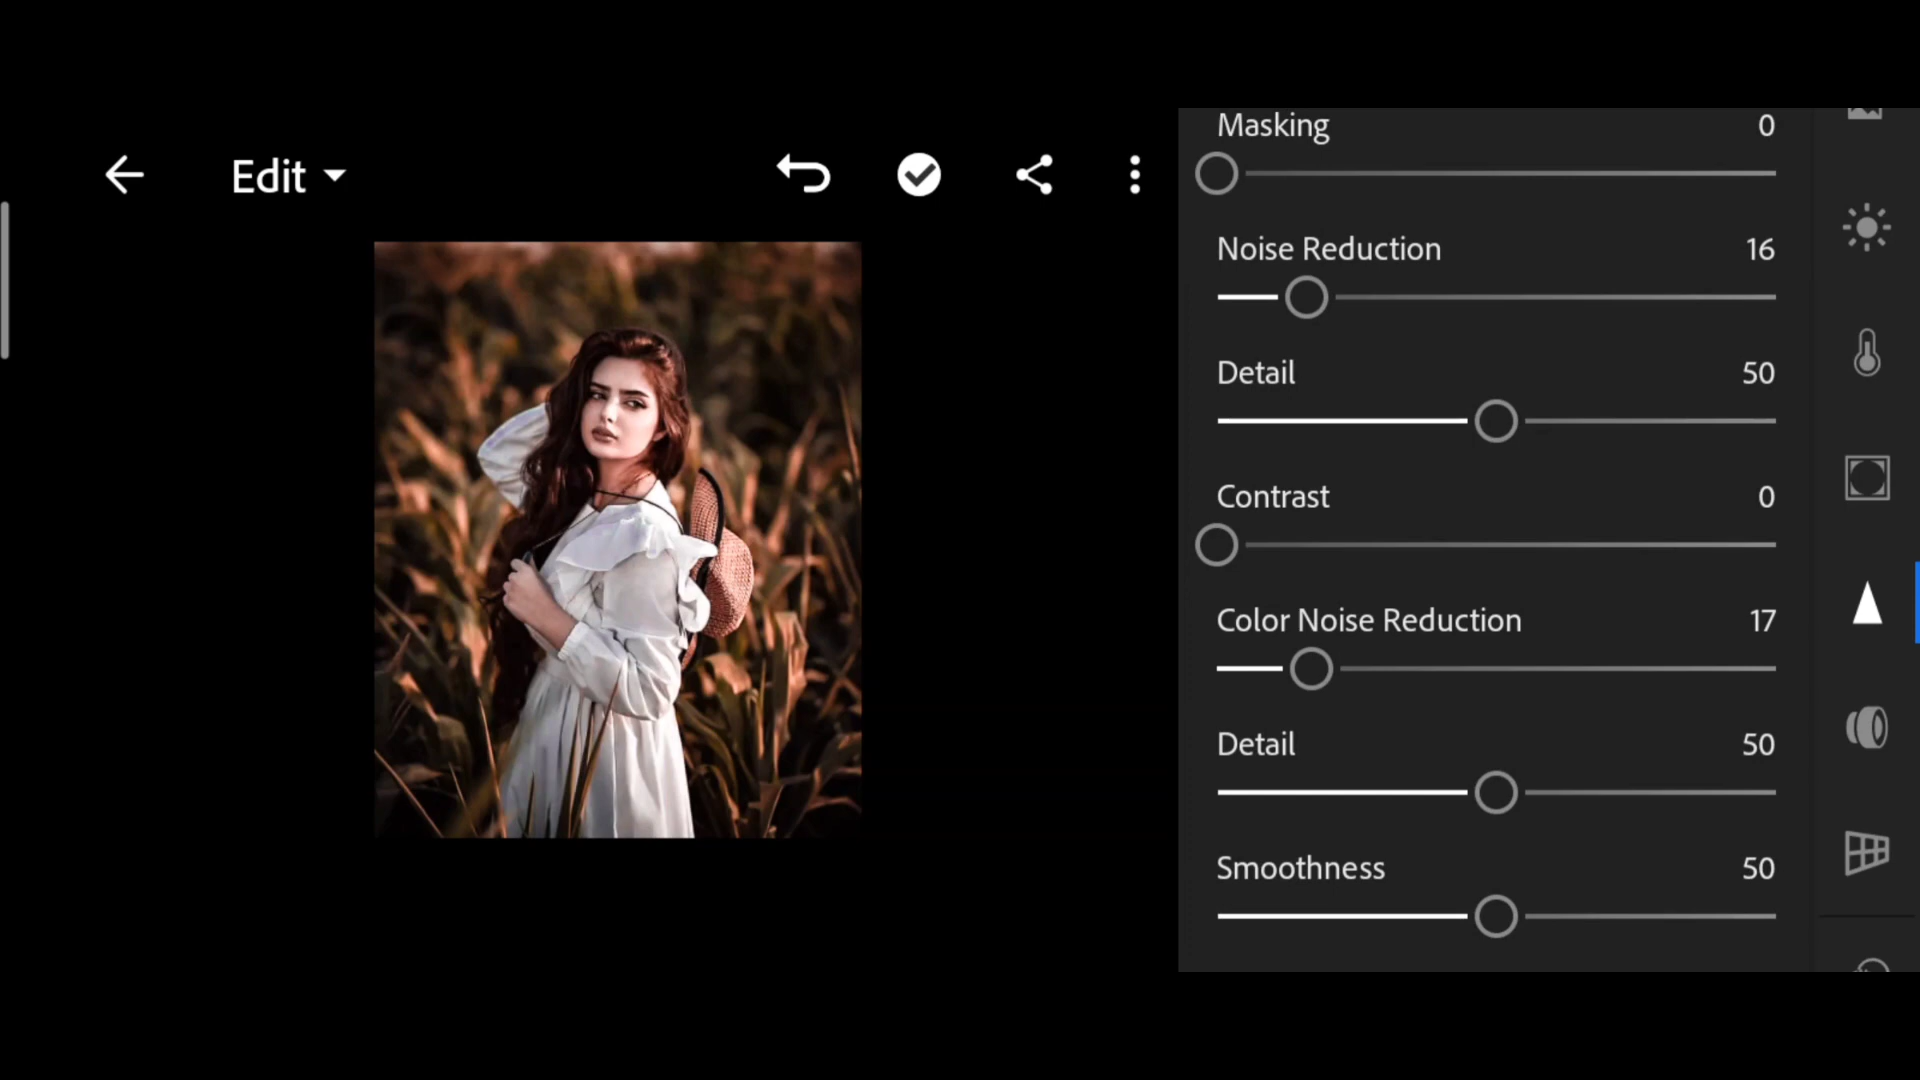 Edit
Masking 0
Noise Reduction 16
Detail 50
Contrast 0
Color Noise Reduction 17
Detail 50
Smoothness 50